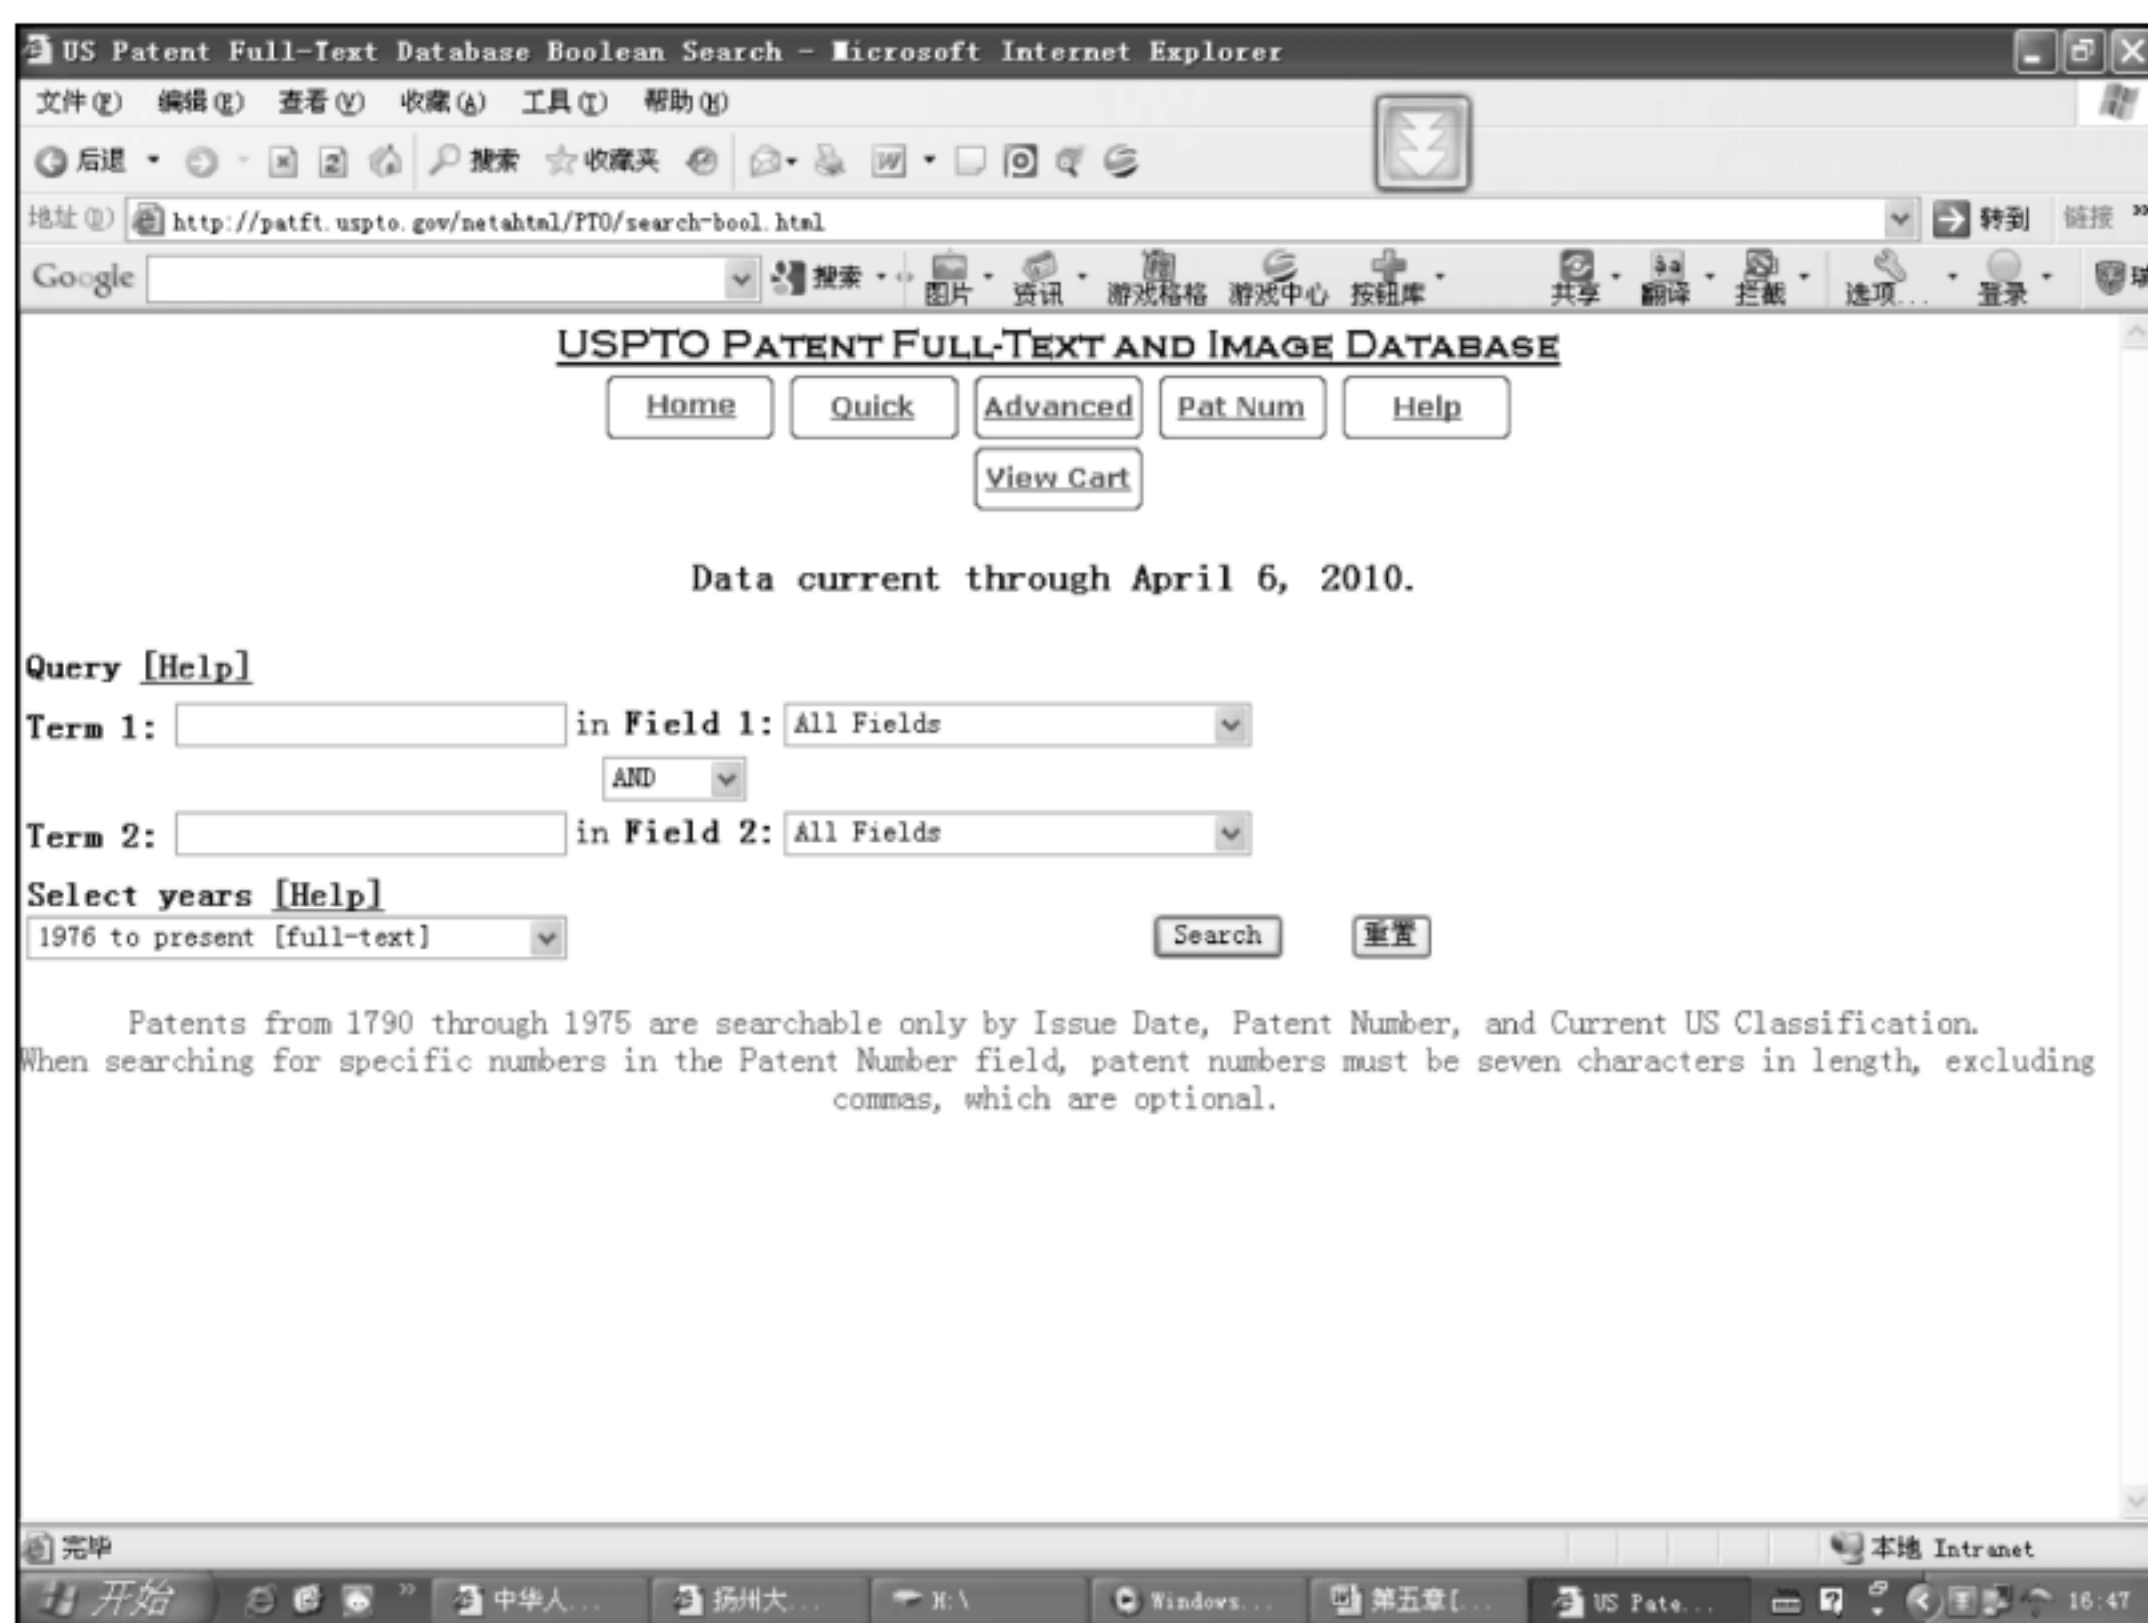 US Patent Full-Text Database Boolean Search - Microsoft Internet Explorer
文件(F) 编辑(E) 查看(V) 收藏(A) 工具(T) 帮助(H)
后退 搜索 收藏夹
地址(D) http://patft.uspto.gov/netahtml/PTO/search-bool.html 转到 链接 »
Google 搜索 图片 资讯 游戏格格 游戏中心 按钮库 共享 翻译 拦截 选项... 登录
USPTO PATENT FULL-TEXT AND IMAGE DATABASE
Home Quick Advanced Pat Num Help
View Cart
Data current through April 6, 2010.
Query [Help]
Term 1: in Field 1: All Fields
AND
Term 2: in Field 2: All Fields
Select years [Help]
1976 to present [full-text] Search 重置
Patents from 1790 through 1975 are searchable only by Issue Date, Patent Number, and Current US Classification.
When searching for specific numbers in the Patent Number field, patent numbers must be seven characters in length, excluding
commas, which are optional.
完毕 本地 Intranet
开始 » 中华人... 扬州大... H:\ Windows... 第五章[... US Pate... 16:47